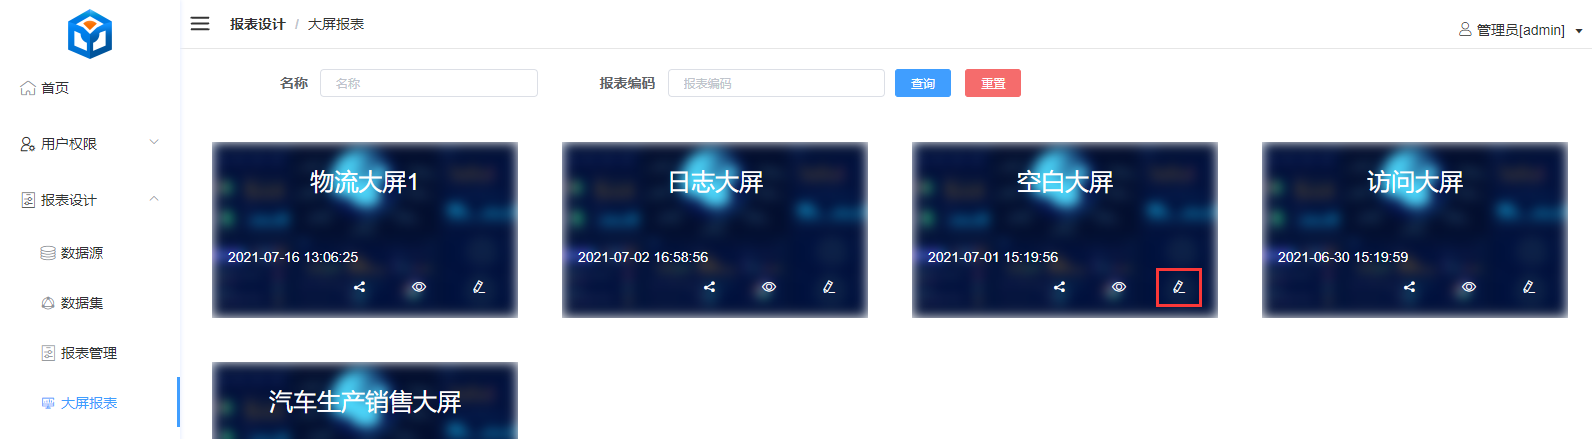 报表设计 / 大屏报表
管理员[admin]
首页
用户权限
报表设计
数据源
数据集
报表管理
大屏报表
名称 名称 报表编码 报表编码 查询 重置
物流大屏1
2021-07-16 13:06:25
日志大屏
2021-07-02 16:58:56
空白大屏
2021-07-01 15:19:56
访问大屏
2021-06-30 15:19:59
汽车生产销售大屏